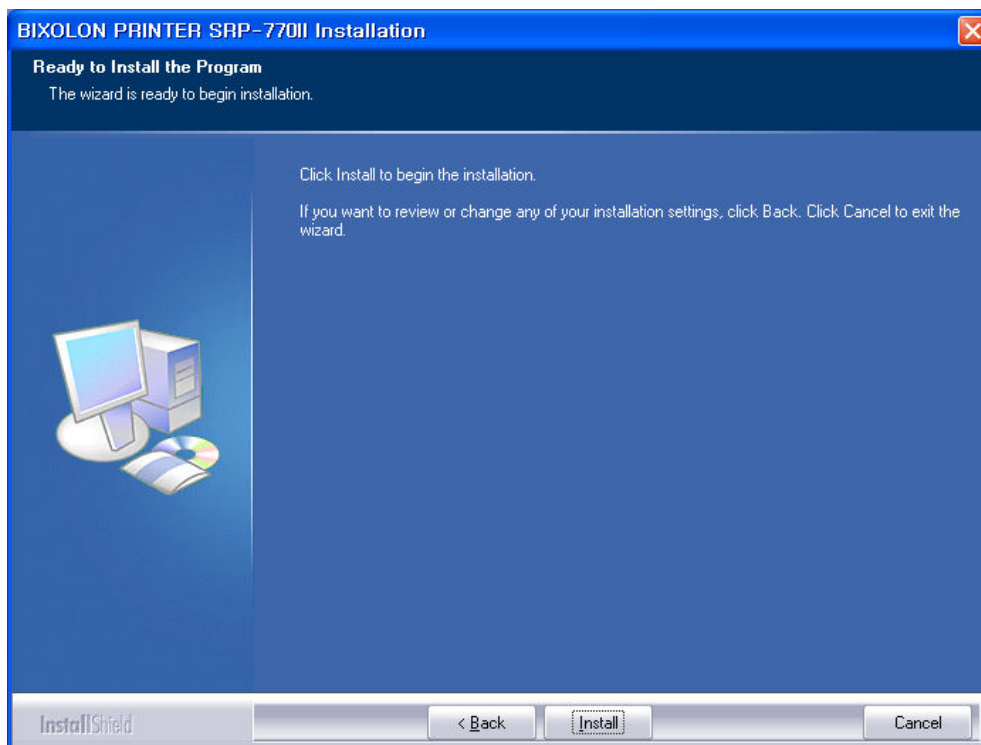 BIXOLON PRINTER SRP-770II Installation
Ready to Install the Program
The wizard is ready to begin installation.
Click Install to begin the installation.
If you want to review or change any of your installation settings, click Back. Click Cancel to exit the
wizard.
InstallShield
< Back
Install
Cancel